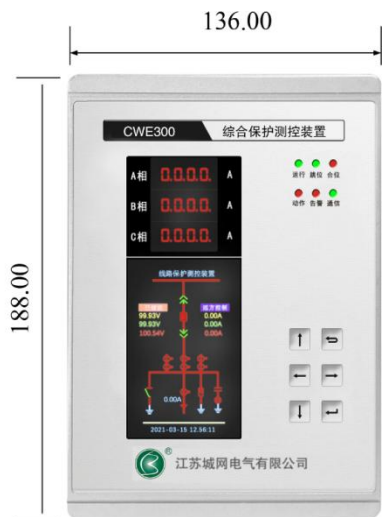 136.00
188.00
CWE300 综合保护测控装置
A相 0.0.0.0. A
B相 0.0.0.0. A
C相 0.0.0.0. A
运行 跳位 合位
动作 告警 通信
线路保护测控装置
远方控制
99.93V 0.00A
99.93V 0.00A
100.54V 0.00A
0.00A
2021-03-15 12:56:11
® 江苏城网电气有限公司